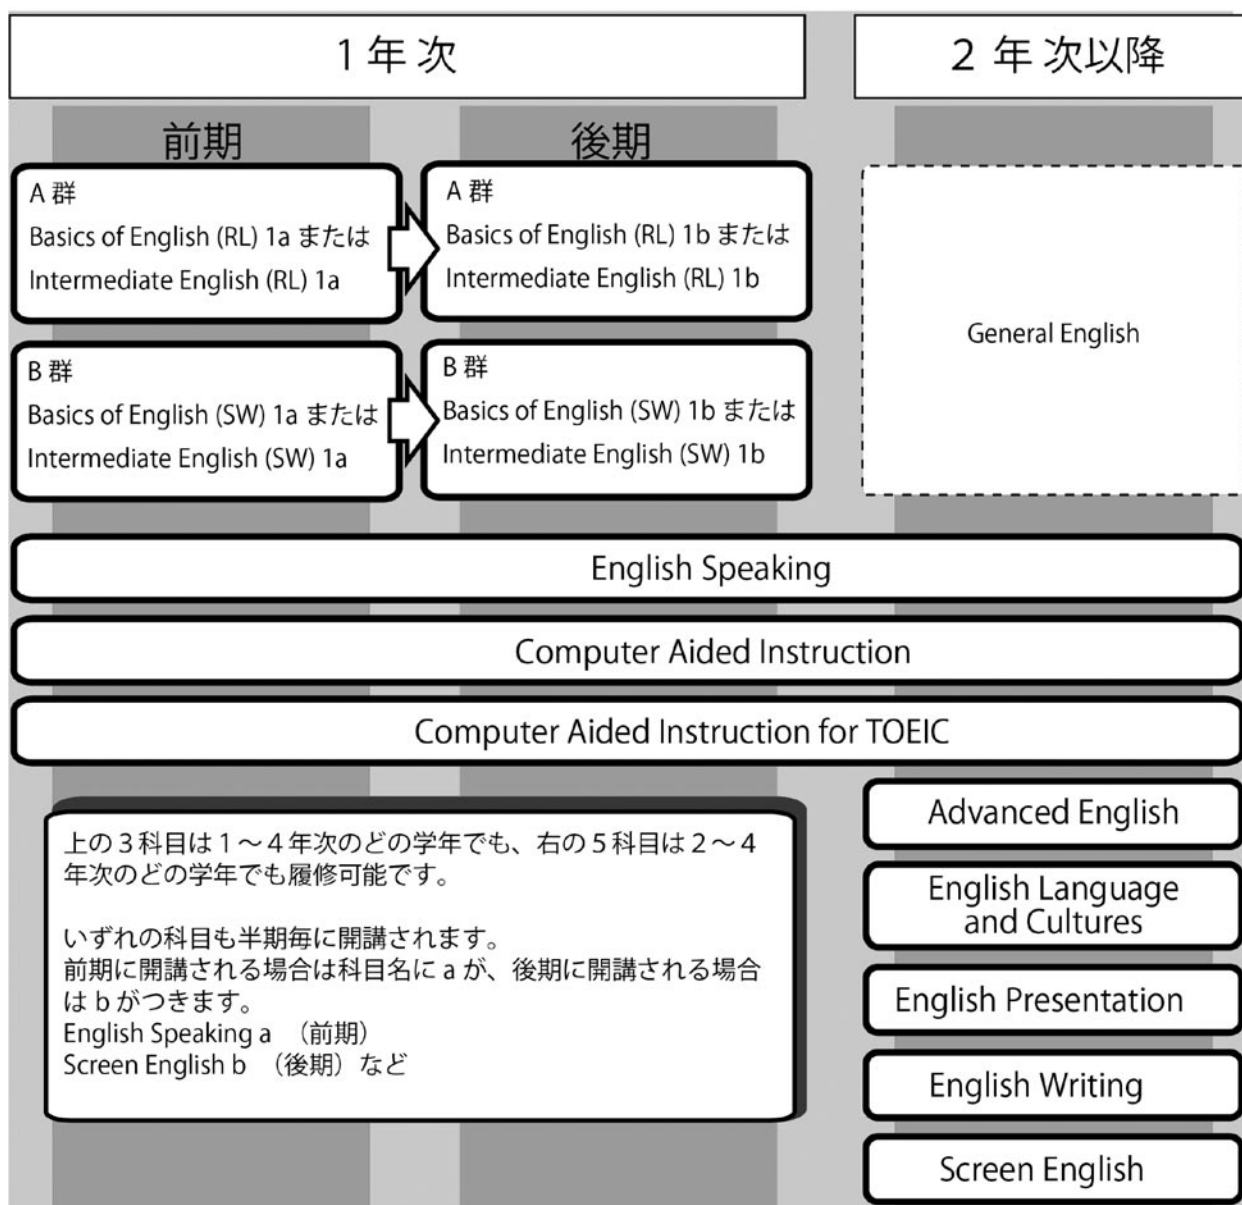 1年次
2 年 次以降
前期
後期
A 群
Basics of English (RL) 1a または
Intermediate English (RL) 1a
A 群
Basics of English (RL) 1b または
Intermediate English (RL) 1b
General English
B 群
Basics of English (SW) 1a または
Intermediate English (SW) 1a
B 群
Basics of English (SW) 1b または
Intermediate English (SW) 1b
English Speaking
Computer Aided Instruction
Computer Aided Instruction for TOEIC
上の3科目は1～4年次のどの学年でも、右の5科目は2～4
年次のどの学年でも履修可能です。
いずれの科目も半期毎に開講されます。
前期に開講される場合は科目名に a が、後期に開講される場合
は b がつきます。
English Speaking a （前期）
Screen English b （後期）など
Advanced English
English Language
and Cultures
English Presentation
English Writing
Screen English